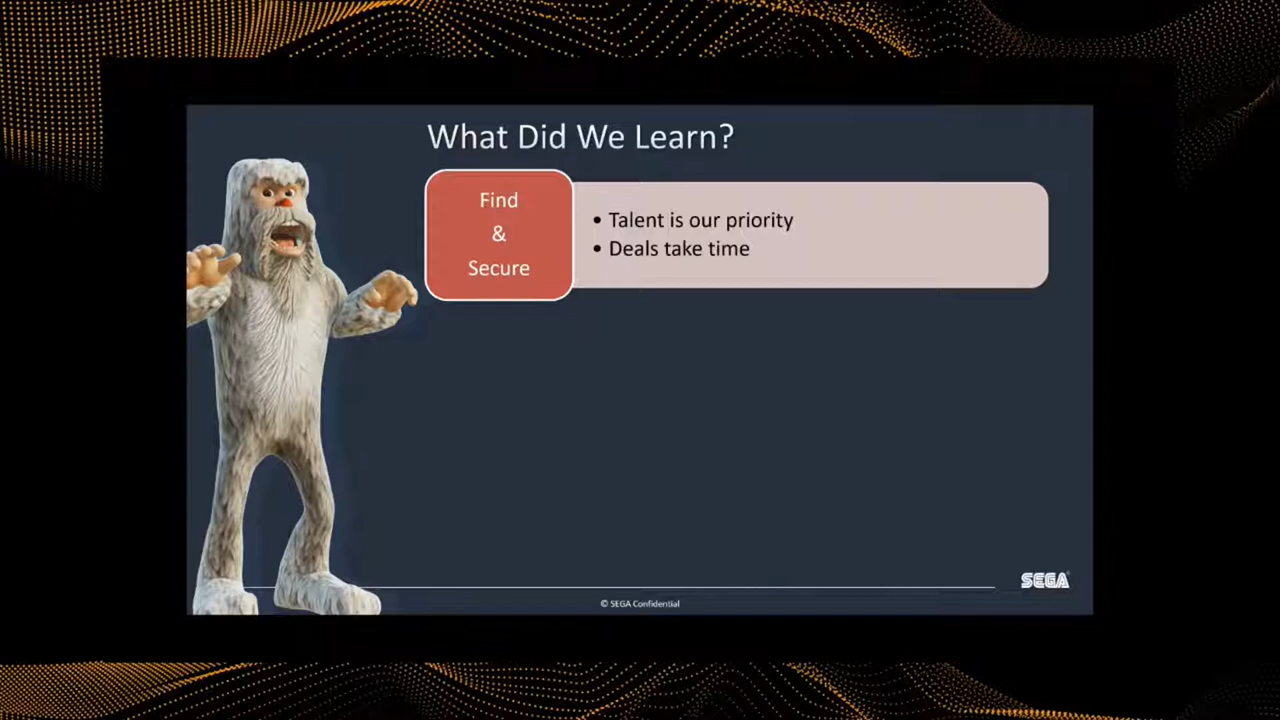 What Did We Learn?
Find
&
Secure
• Talent is our priority
• Deals take time
SEGA
© SEGA Confidential